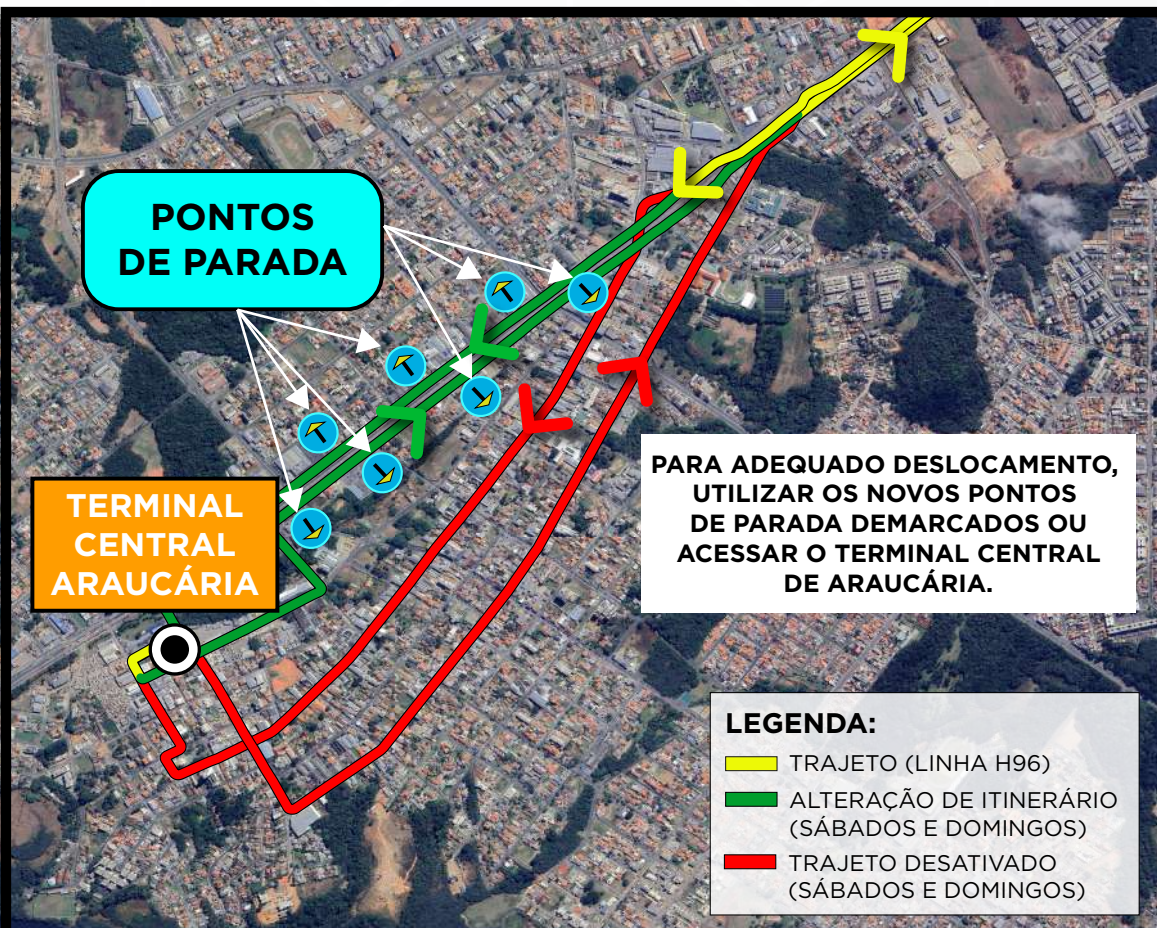 PONTOS
DE PARADA
TERMINAL
CENTRAL
ARAUCÁRIA
PARA ADEQUADO DESLOCAMENTO,
UTILIZAR OS NOVOS PONTOS
DE PARADA DEMARCADOS OU
ACESSAR O TERMINAL CENTRAL
DE ARAUCÁRIA.
LEGENDA:
TRAJETO (LINHA H96)
ALTERAÇÃO DE ITINERÁRIO
(SÁBADOS E DOMINGOS)
TRAJETO DESATIVADO
(SÁBADOS E DOMINGOS)